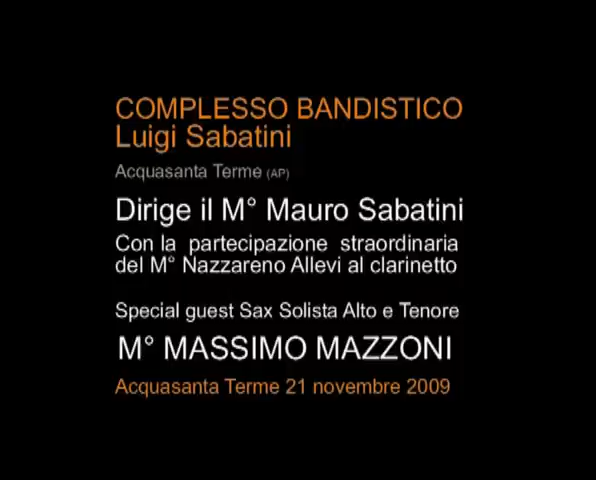 COMPLESSO BANDISTICO
Luigi Sabatini
Acquasanta Terme (AP)
Dirige il M° Mauro Sabatini
Con la partecipazione straordinaria
del M° Nazzareno Allevi al clarinetto
Special guest Sax Solista Alto e Tenore
M° MASSIMO MAZZONI
Acquasanta Terme 21 novembre 2009